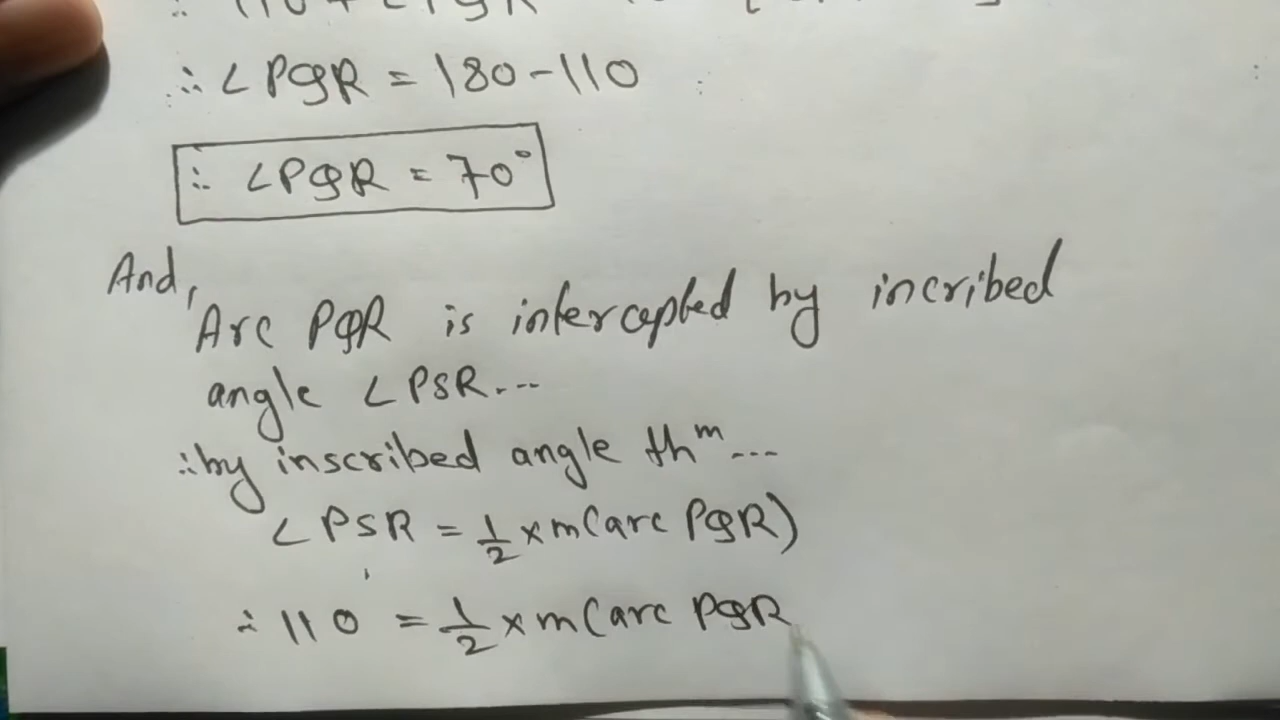 ∴ ∠PQR = 180-110
∴ ∠PQR = 70°
And,
Arc PQR is intercepted by incribed
angle ∠PSR...
∴ by inscribed angle thᵐ...
∠PSR = 1/2 × m(arc PQR)
∴ 110 = 1/2 × m(arc PQR